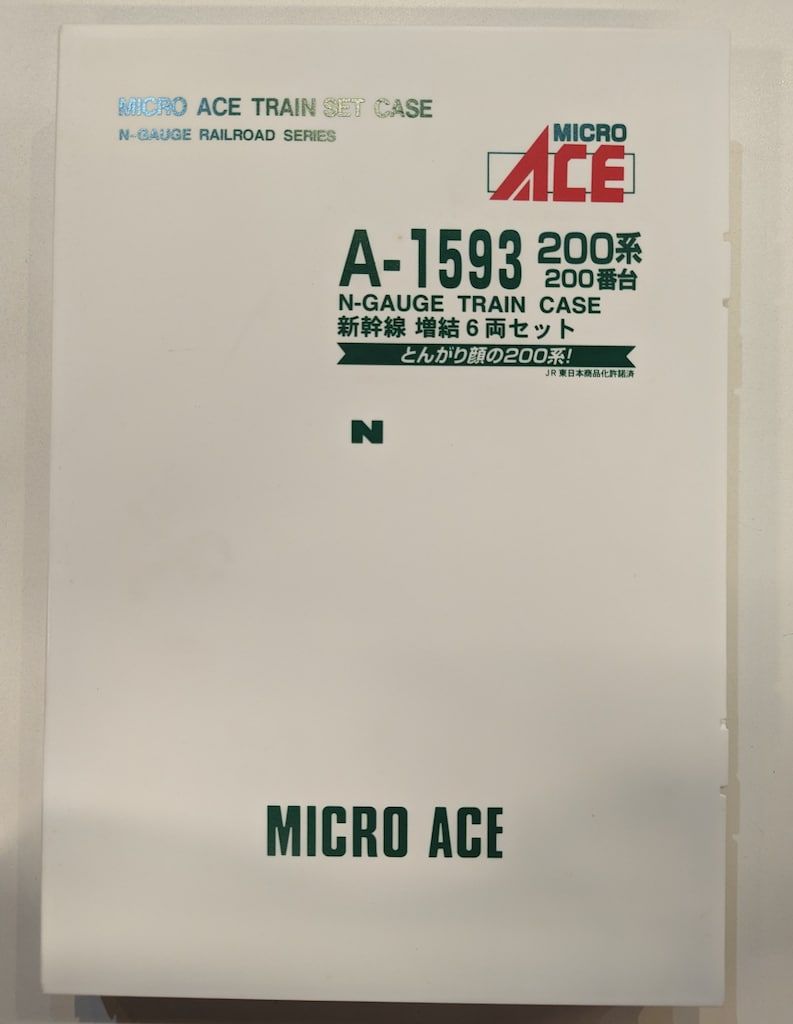 MICRO ACE TRAIN SET CASE
N-GAUGE RAILROAD SERIES
MICRO
ACE
A-1593 200系
200番台
N-GAUGE TRAIN CASE
新幹線 増結6両セット
とんがり顔の200系!
JR東日本商品化許諾済
N
MICRO ACE